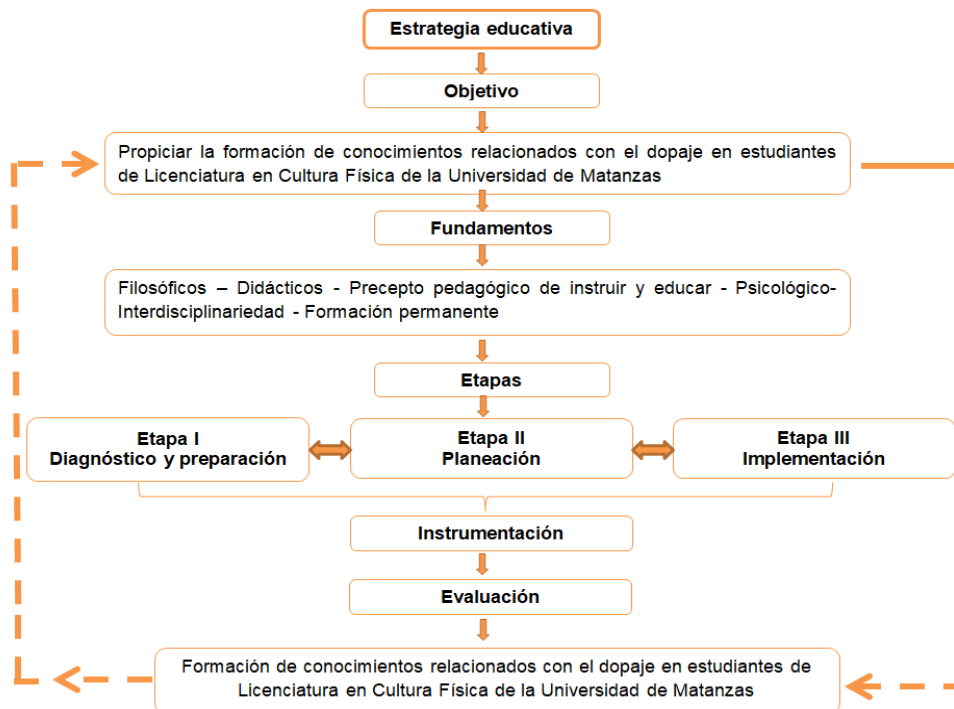 Estrategia educativa
Objetivo
Propiciar la formación de conocimientos relacionados con el dopaje en estudiantes
de Licenciatura en Cultura Física de la Universidad de Matanzas
Fundamentos
Filosóficos – Didácticos - Precepto pedagógico de instruir y educar - Psicológico-
Interdisciplinariedad - Formación permanente
Etapas
Etapa I
Diagnóstico y preparación
Etapa II
Planeación
Etapa III
Implementación
Instrumentación
Evaluación
Formación de conocimientos relacionados con el dopaje en estudiantes de
Licenciatura en Cultura Física de la Universidad de Matanzas